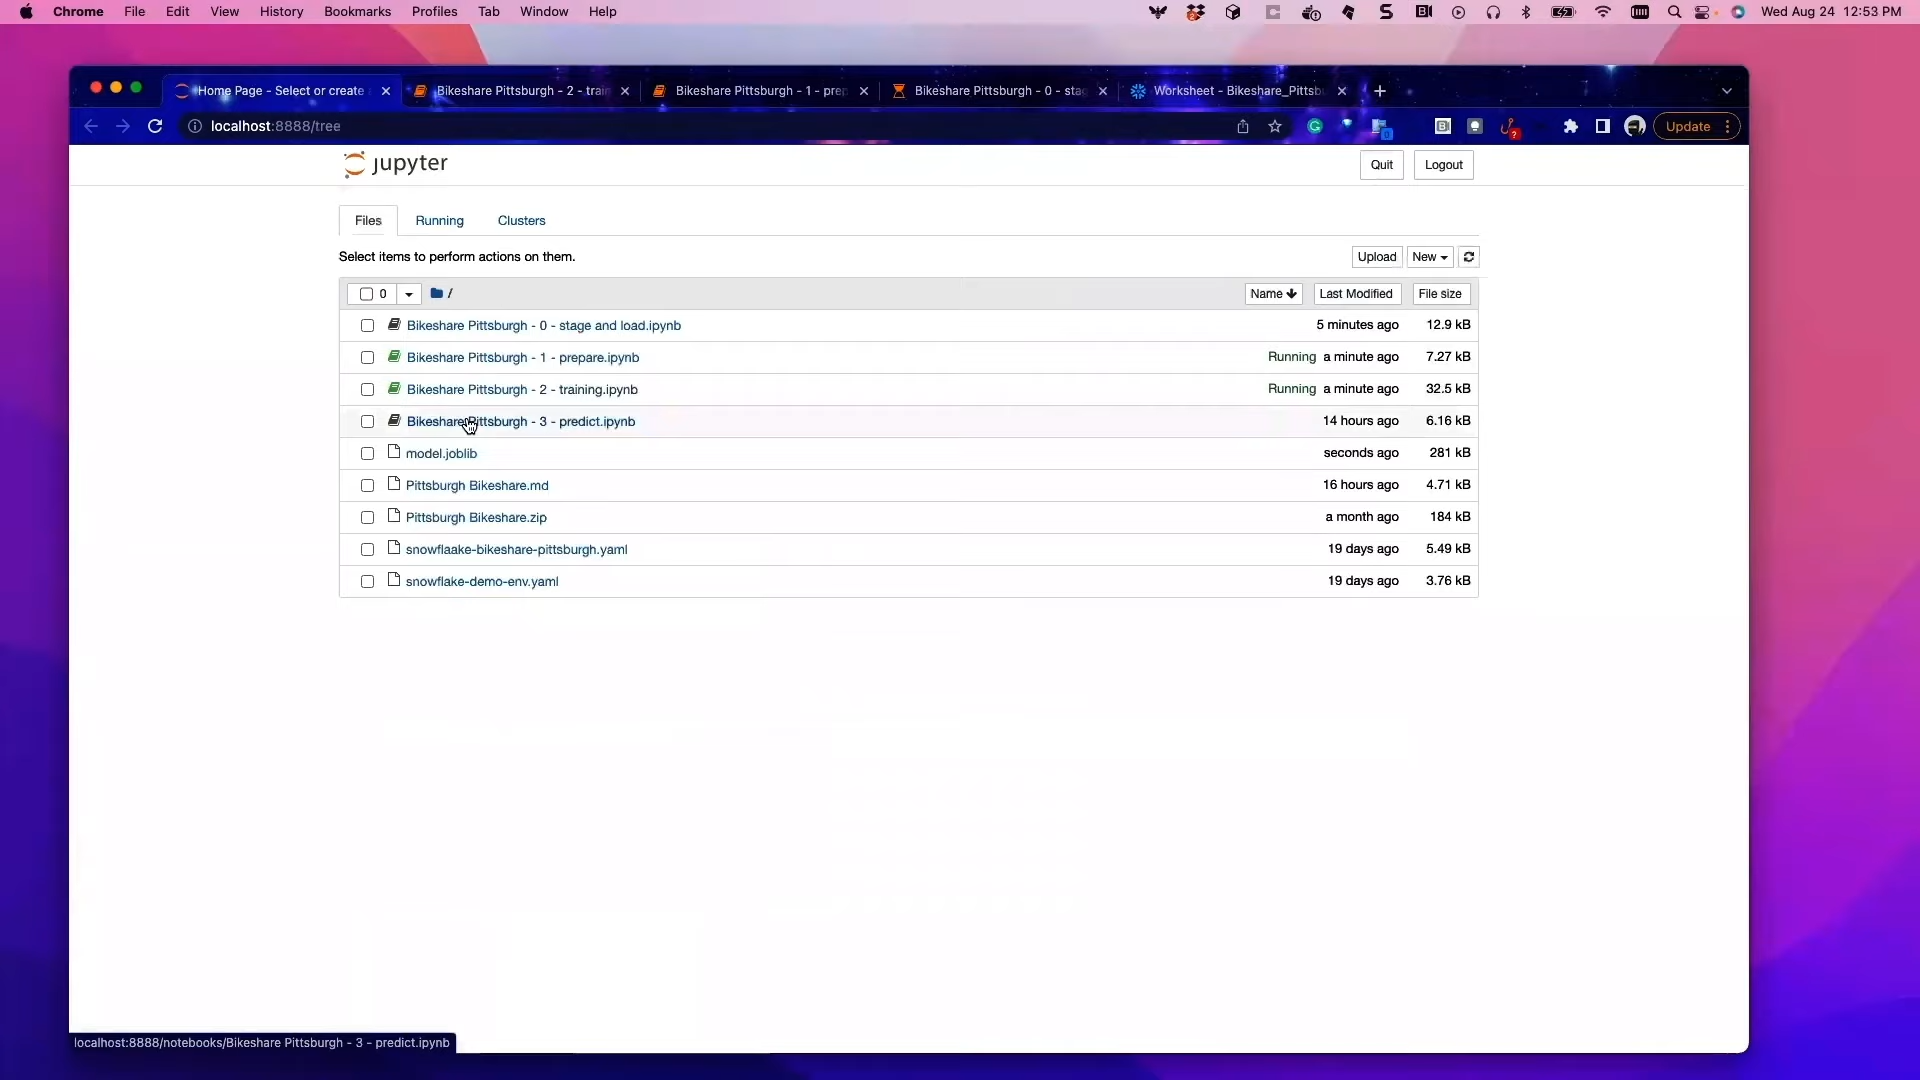 Chrome File Edit View History Bookmarks Profiles Tab Window Help Wed Aug 24 12:53 PM
Home Page - Select or create Bikeshare Pittsburgh - 2 - train Bikeshare Pittsburgh - 1 - prep Bikeshare Pittsburgh - 0 - stag Worksheet - Bikeshare_Pittsbu
localhost:8888/tree Update
jupyter Quit Logout
Files Running Clusters
Select items to perform actions on them. Upload New
0 / Name Last Modified File size
Bikeshare Pittsburgh - 0 - stage and load.ipynb 5 minutes ago 12.9 kB
Bikeshare Pittsburgh - 1 - prepare.ipynb Running a minute ago 7.27 kB
Bikeshare Pittsburgh - 2 - training.ipynb Running a minute ago 32.5 kB
Bikeshare Pittsburgh - 3 - predict.ipynb 14 hours ago 6.16 kB
model.joblib seconds ago 281 kB
Pittsburgh Bikeshare.md 16 hours ago 4.71 kB
Pittsburgh Bikeshare.zip a month ago 184 kB
snowflaake-bikeshare-pittsburgh.yaml 19 days ago 5.49 kB
snowflake-demo-env.yaml 19 days ago 3.76 kB
localhost:8888/notebooks/Bikeshare Pittsburgh - 3 - predict.ipynb